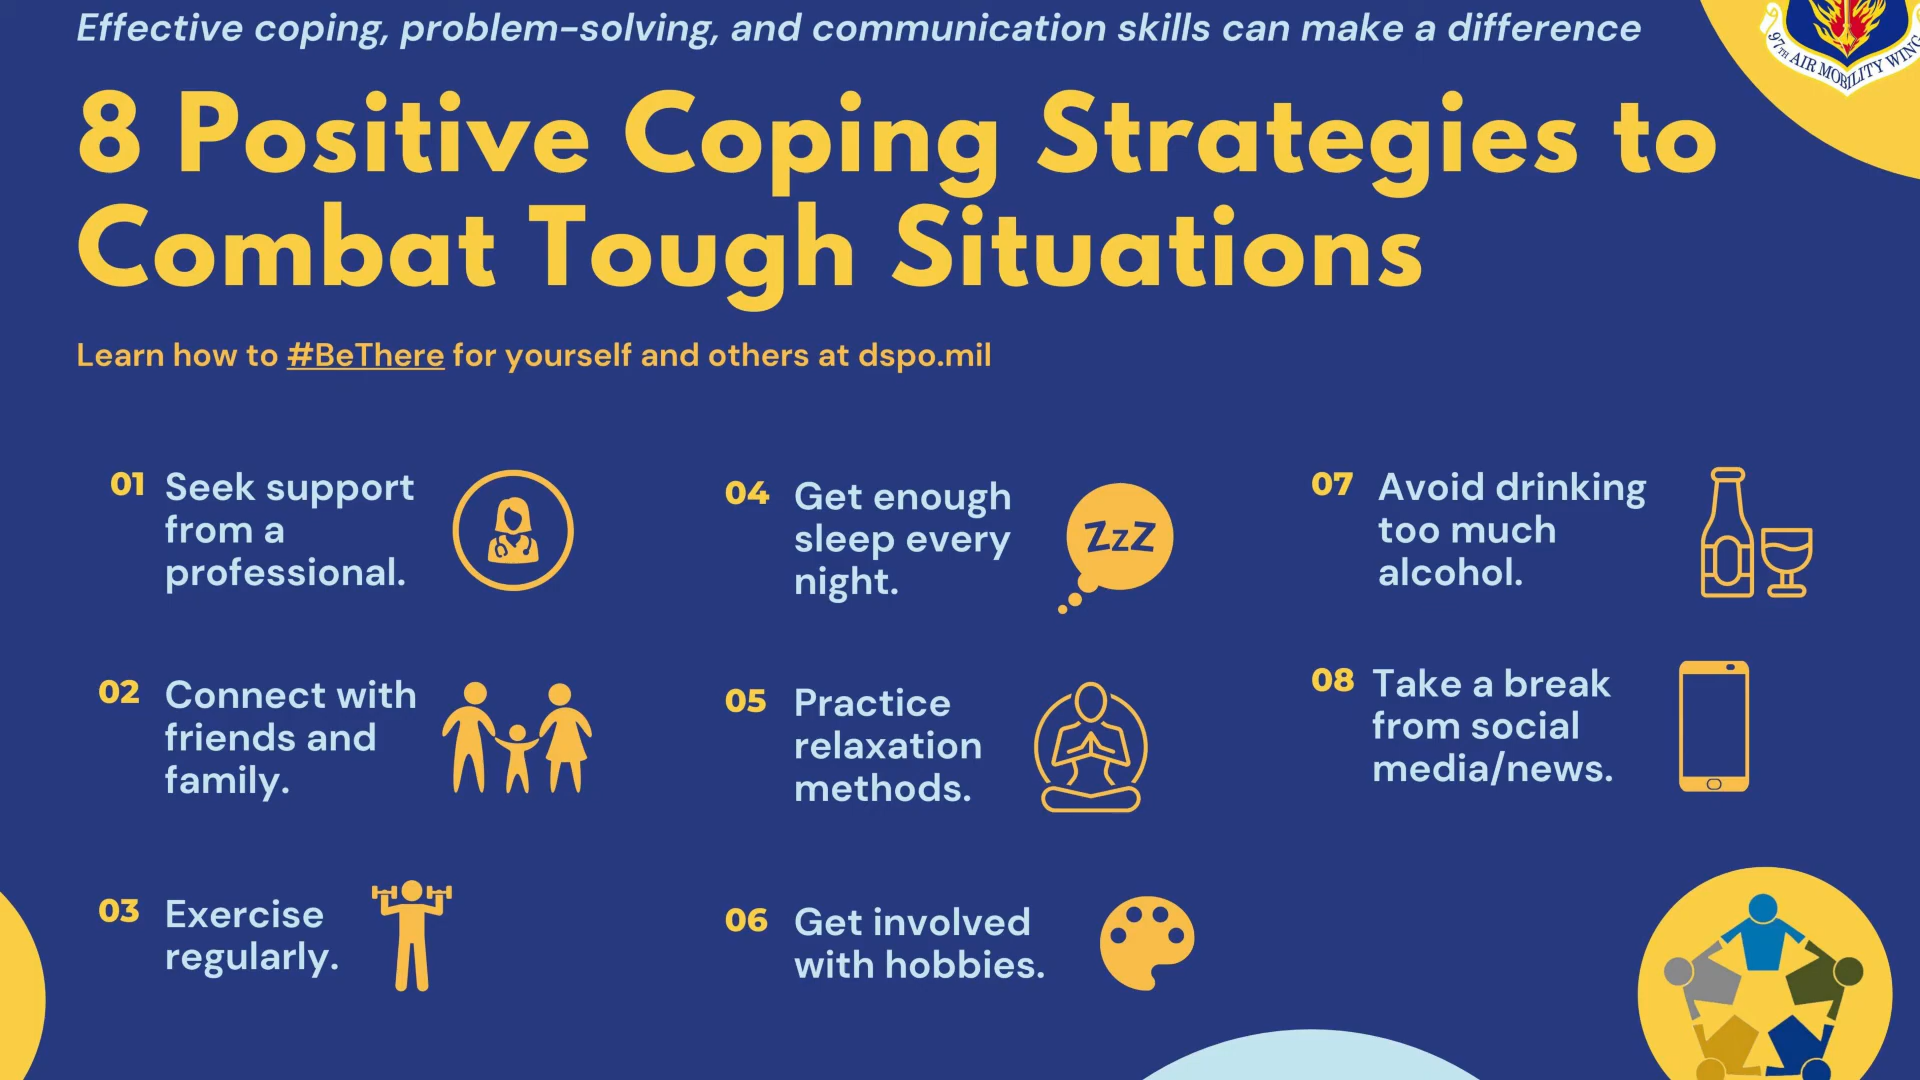 Effective coping, problem-solving, and communication skills can make a difference
97TH AIR MOBILITY WING
8 Positive Coping Strategies to
Combat Tough Situations
Learn how to #BeThere for yourself and others at dspo.mil
01 Seek support
from a
professional.
02 Connect with
friends and
family.
03 Exercise
regularly.
04 Get enough
sleep every
night.
ZzZ
05 Practice
relaxation
methods.
06 Get involved
with hobbies.
07 Avoid drinking
too much
alcohol.
08 Take a break
from social
media/news.